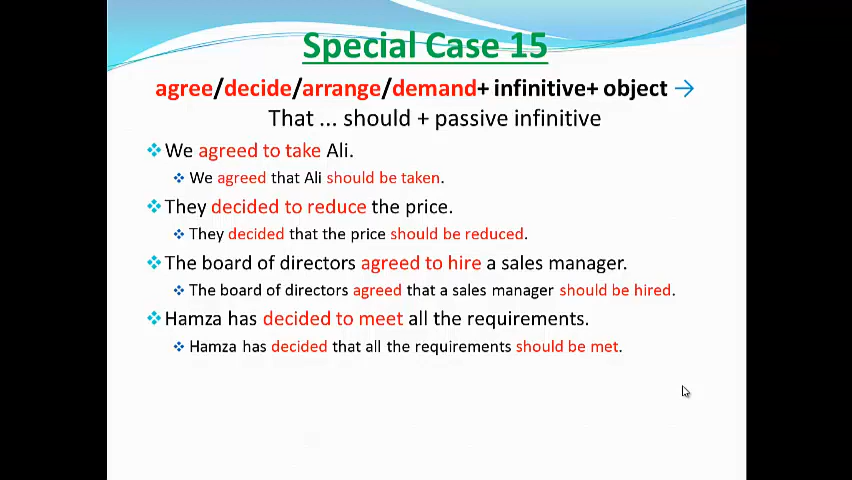 Special Case 15
agree/decide/arrange/demand+ infinitive+ object →
That ... should + passive infinitive
We agreed to take Ali.
We agreed that Ali should be taken.
They decided to reduce the price.
They decided that the price should be reduced.
The board of directors agreed to hire a sales manager.
The board of directors agreed that a sales manager should be hired.
Hamza has decided to meet all the requirements.
Hamza has decided that all the requirements should be met.